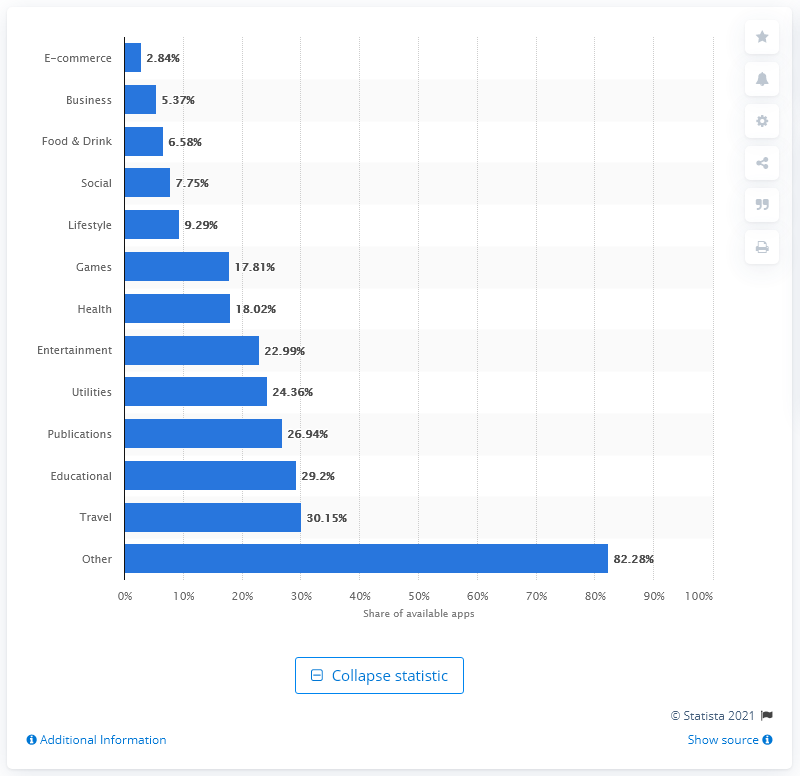 E-commerce 2.84%
Business 5.37%
Food & Drink 6.58%
Social 7.75%
Lifestyle 9.29%
Games 17.81%
Health 18.02%
Entertainment 22.99%
Utilities 24.36%
Publications 26.94%
Educational 29.2%
Travel 30.15%
Other 82.28%
0% 10% 20% 30% 40% 50% 60% 70% 80% 90% 100%
Share of available apps
Collapse statistic
© Statista 2021
Additional Information Show source